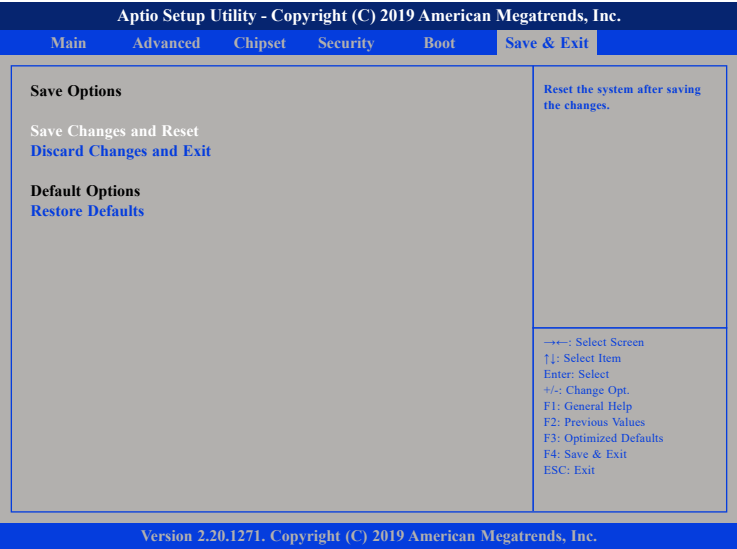 Aptio Setup Utility - Copyright (C) 2019 American Megatrends, Inc.
Main Advanced Chipset Security Boot Save & Exit
Save Options
Save Changes and Reset
Discard Changes and Exit
Default Options
Restore Defaults
Reset the system after saving
the changes.
→←: Select Screen
↑↓: Select Item
Enter: Select
+/-: Change Opt.
F1: General Help
F2: Previous Values
F3: Optimized Defaults
F4: Save & Exit
ESC: Exit
Version 2.20.1271. Copyright (C) 2019 American Megatrends, Inc.